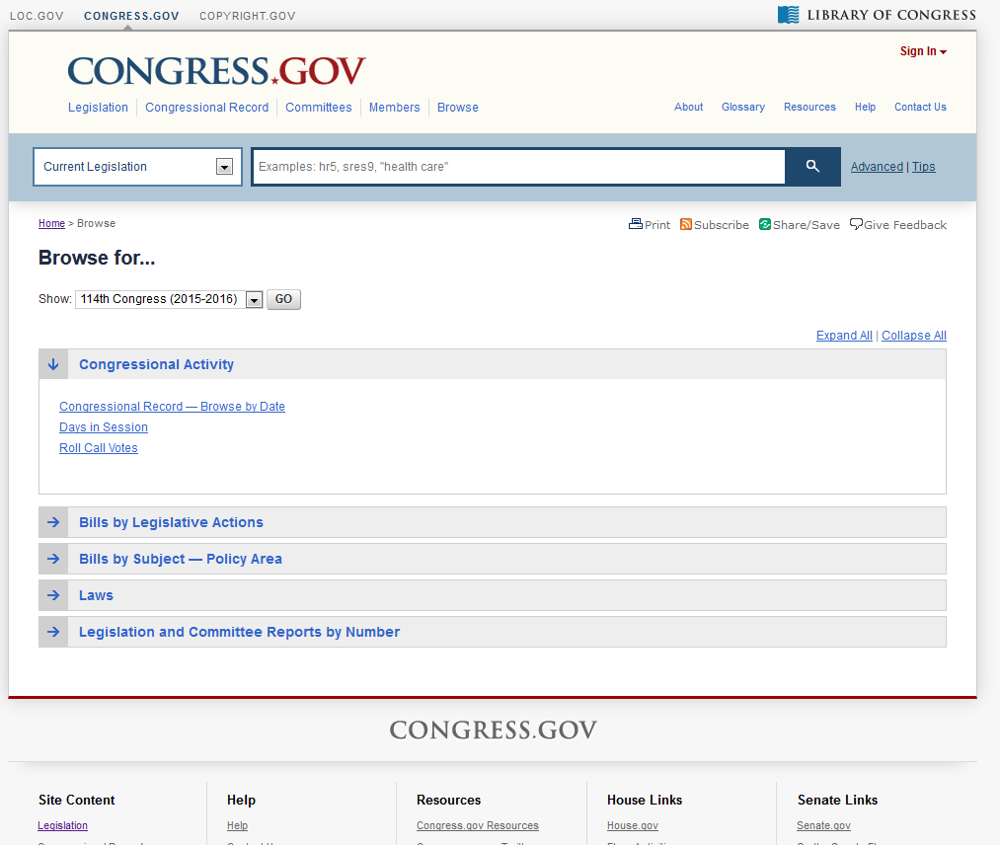 LOC.GOV CONGRESS.GOV COPYRIGHT.GOV LIBRARY OF CONGRESS
Sign In
CONGRESS.GOV
Legislation Congressional Record Committees Members Browse About Glossary Resources Help Contact Us
Current Legislation Examples: hr5, sres9, "health care" Advanced | Tips
Home > Browse Print Subscribe Share/Save Give Feedback
Browse for...
Show: 114th Congress (2015-2016) GO
Expand All | Collapse All
Congressional Activity
Congressional Record — Browse by Date
Days in Session
Roll Call Votes
Bills by Legislative Actions
Bills by Subject — Policy Area
Laws
Legislation and Committee Reports by Number
CONGRESS.GOV
Site Content Help Resources House Links Senate Links
Legislation Help Congress.gov Resources House.gov Senate.gov